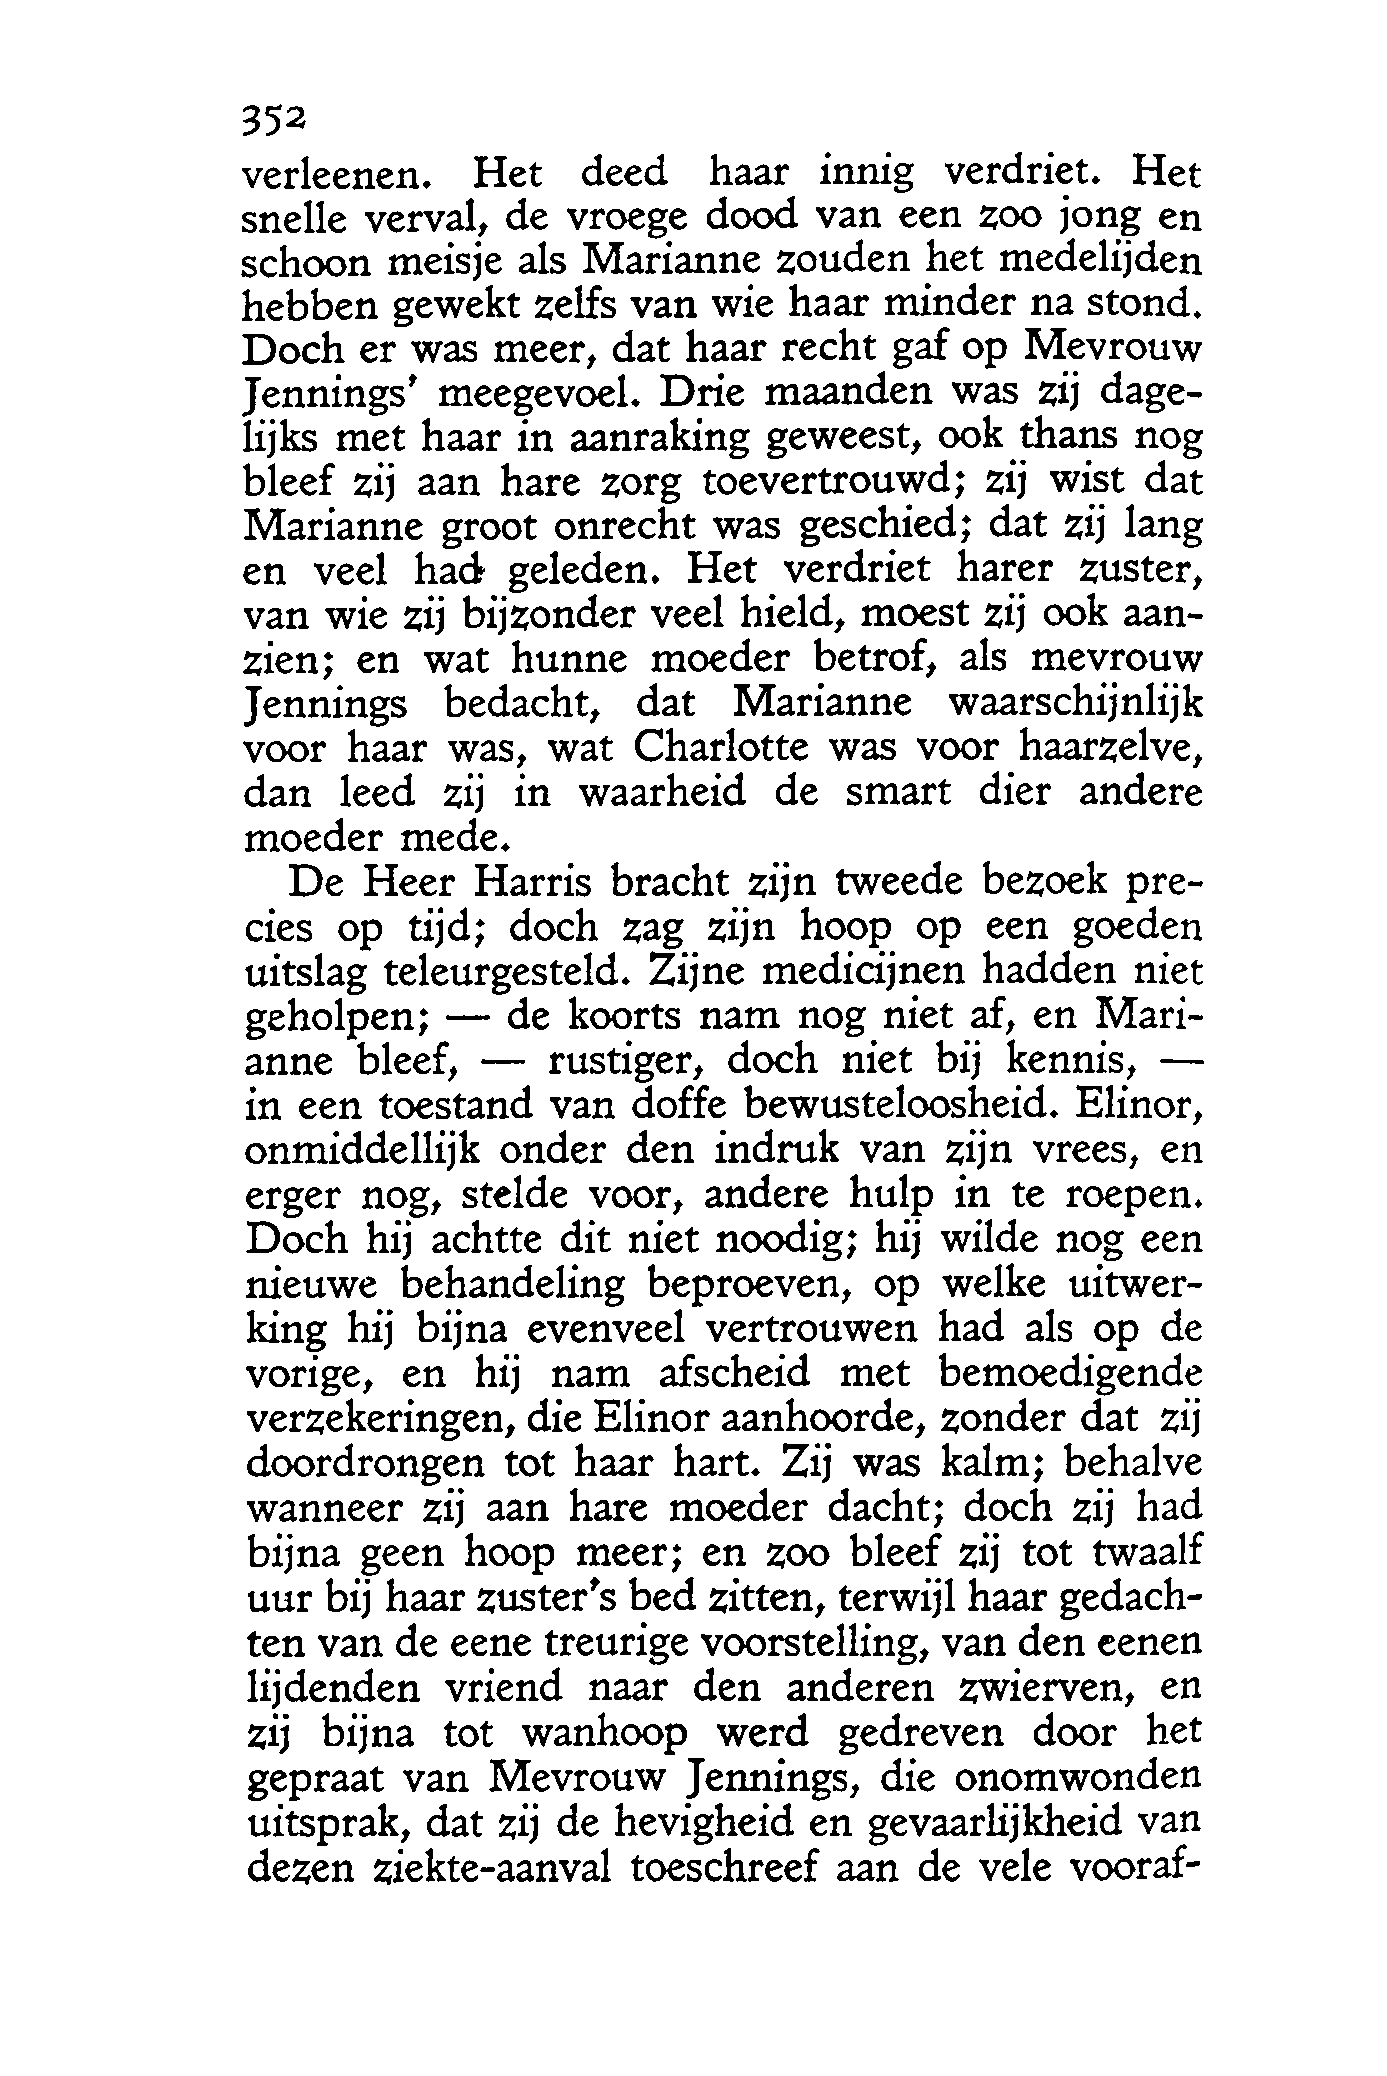 352
verleenen. Het deed haar innig verdriet. Het
snelle verval, de vroege dood van een zoo jong en
schoon meisje als Marianne zouden het medelijden
hebben gewekt zelfs van wie haar minder na stond.
Doch er was meer, dat haar recht gaf op Mevrouw
Jennings' meegevoel. Drie maanden was zij dage-
lijks met haar in aanraking geweest, ook thans nog
bleef zij aan hare zorg toevertrouwd; zij wist dat
Marianne groot onrecht was geschied; dat zij lang
en veel had geleden. Het verdriet harer zuster,
van wie zij bijzonder veel hield, moest zij ook aan-
zien; en wat hunne moeder betrof, als mevrouw
Jennings bedacht, dat Marianne waarschijnlijk
voor haar was, wat Charlotte was voor haarzelve,
dan leed zij in waarheid de smart dier andere
moeder mede.
De Heer Harris bracht zijn tweede bezoek pre-
cies op tijd; doch zag zijn hoop op een goeden
uitslag teleurgesteld. Zijne medicijnen hadden niet
geholpen; — de koorts nam nog niet af, en Mari-
anne bleef, — rustiger, doch niet bij kennis, —
in een toestand van doffe bewusteloosheid. Elinor,
onmiddellijk onder den indruk van zijn vrees, en
erger nog, stelde voor, andere hulp in te roepen.
Doch hij achtte dit niet noodig; hij wilde nog een
nieuwe behandeling beproeven, op welke uitwer-
king hij bijna evenveel vertrouwen had als op de
vorige, en hij nam afscheid met bemoedigende
verzekeringen, die Elinor aanhoorde, zonder dat zij
doordrongen tot haar hart. Zij was kalm; behalve
wanneer zij aan hare moeder dacht; doch zij had
bijna geen hoop meer; en zoo bleef zij tot twaalf
uur bij haar zuster's bed zitten, terwijl haar gedach-
ten van de eene treurige voorstelling, van den eenen
lijdenden vriend naar den anderen zwierven, en
zij bijna tot wanhoop werd gedreven door het
gepraat van Mevrouw Jennings, die onomwonden
uitsprak, dat zij de hevigheid en gevaarlijkheid van
dezen ziekte-aanval toeschreef aan de vele vooraf-